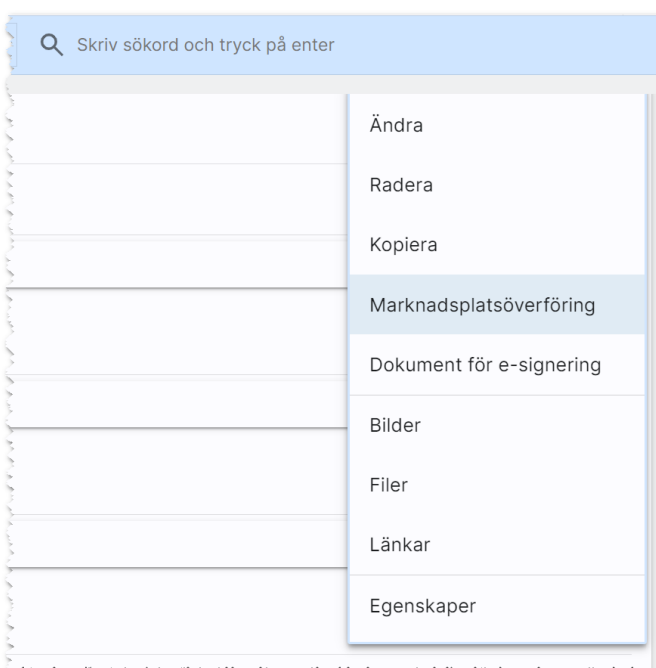 Skriv sökord och tryck på enter
Ändra
Radera
Kopiera
Marknadsplatsöverföring
Dokument för e-signering
Bilder
Filer
Länkar
Egenskaper